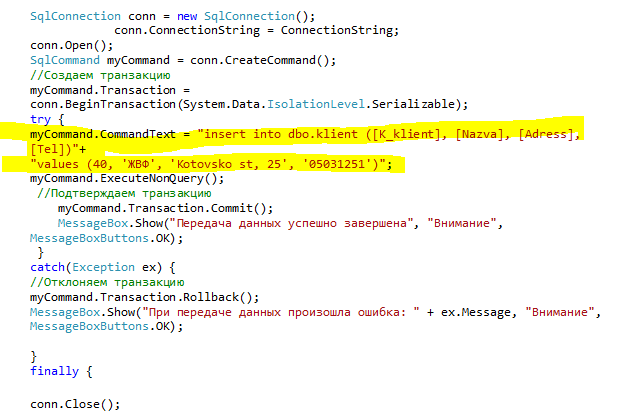 SqlConnection conn = new SqlConnection();
conn.ConnectionString = ConnectionString;
conn.Open();
SqlCommand myCommand = conn.CreateCommand();
//Создаем транзакцию
myCommand.Transaction =
conn.BeginTransaction(System.Data.IsolationLevel.Serializable);
try {
myCommand.CommandText = "insert into dbo.klient ([K_klient], [Nazva], [Adress],
[Tel])"+
"values (40, 'ЖВФ', 'Kotovsko st, 25', '05031251')";
myCommand.ExecuteNonQuery();
//Подтверждаем транзакцию
myCommand.Transaction.Commit();
MessageBox.Show("Передача данных успешно завершена", "Внимание",
MessageBoxButtons.OK);
}
catch(Exception ex) {
//Отклоняем транзакцию
myCommand.Transaction.Rollback();
MessageBox.Show("При передаче данных произошла ошибка: " + ex.Message, "Внимание",
MessageBoxButtons.OK);
}
finally {
conn.Close();